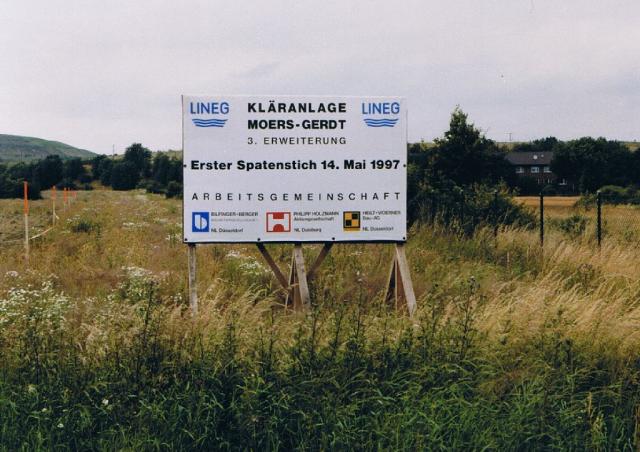 LINEG KLÄRANLAGE LINEG
MOERS-GERDT
3. ERWEITERUNG
Erster Spatenstich 14. Mai 1997
ARBEITSGEMEINSCHAFT
BILFINGER+BERGER
NL Düsseldorf
PHILIPP HOLZMANN
Aktiengesellschaft
NL Duisburg
HEILIT+WOERNER
Bau-AG
NL Düsseldorf